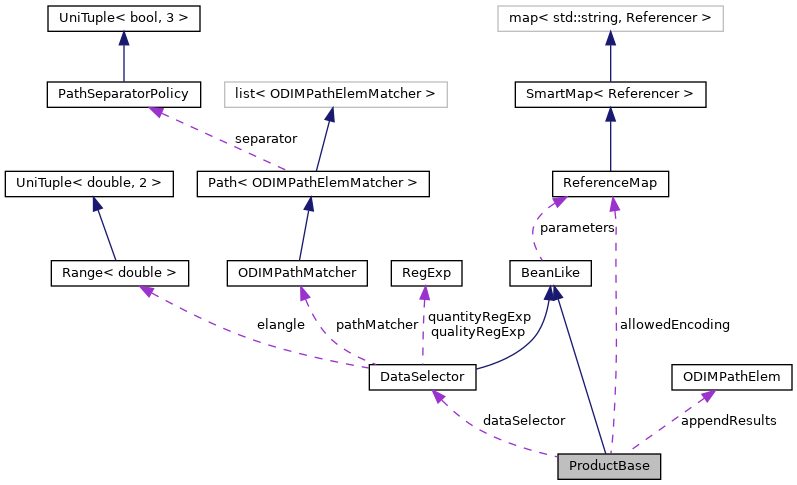 UniTuple< bool, 3 >
map< std::string, Referencer >
PathSeparatorPolicy
list< ODIMPathElemMatcher >
SmartMap< Referencer >
separator
UniTuple< double, 2 >
Path< ODIMPathElemMatcher >
ReferenceMap
parameters
Range< double >
ODIMPathMatcher
RegExp
BeanLike
elangle
pathMatcher
quantityRegExp
qualityRegExp
allowedEncoding
DataSelector
ODIMPathElem
dataSelector
appendResults
ProductBase